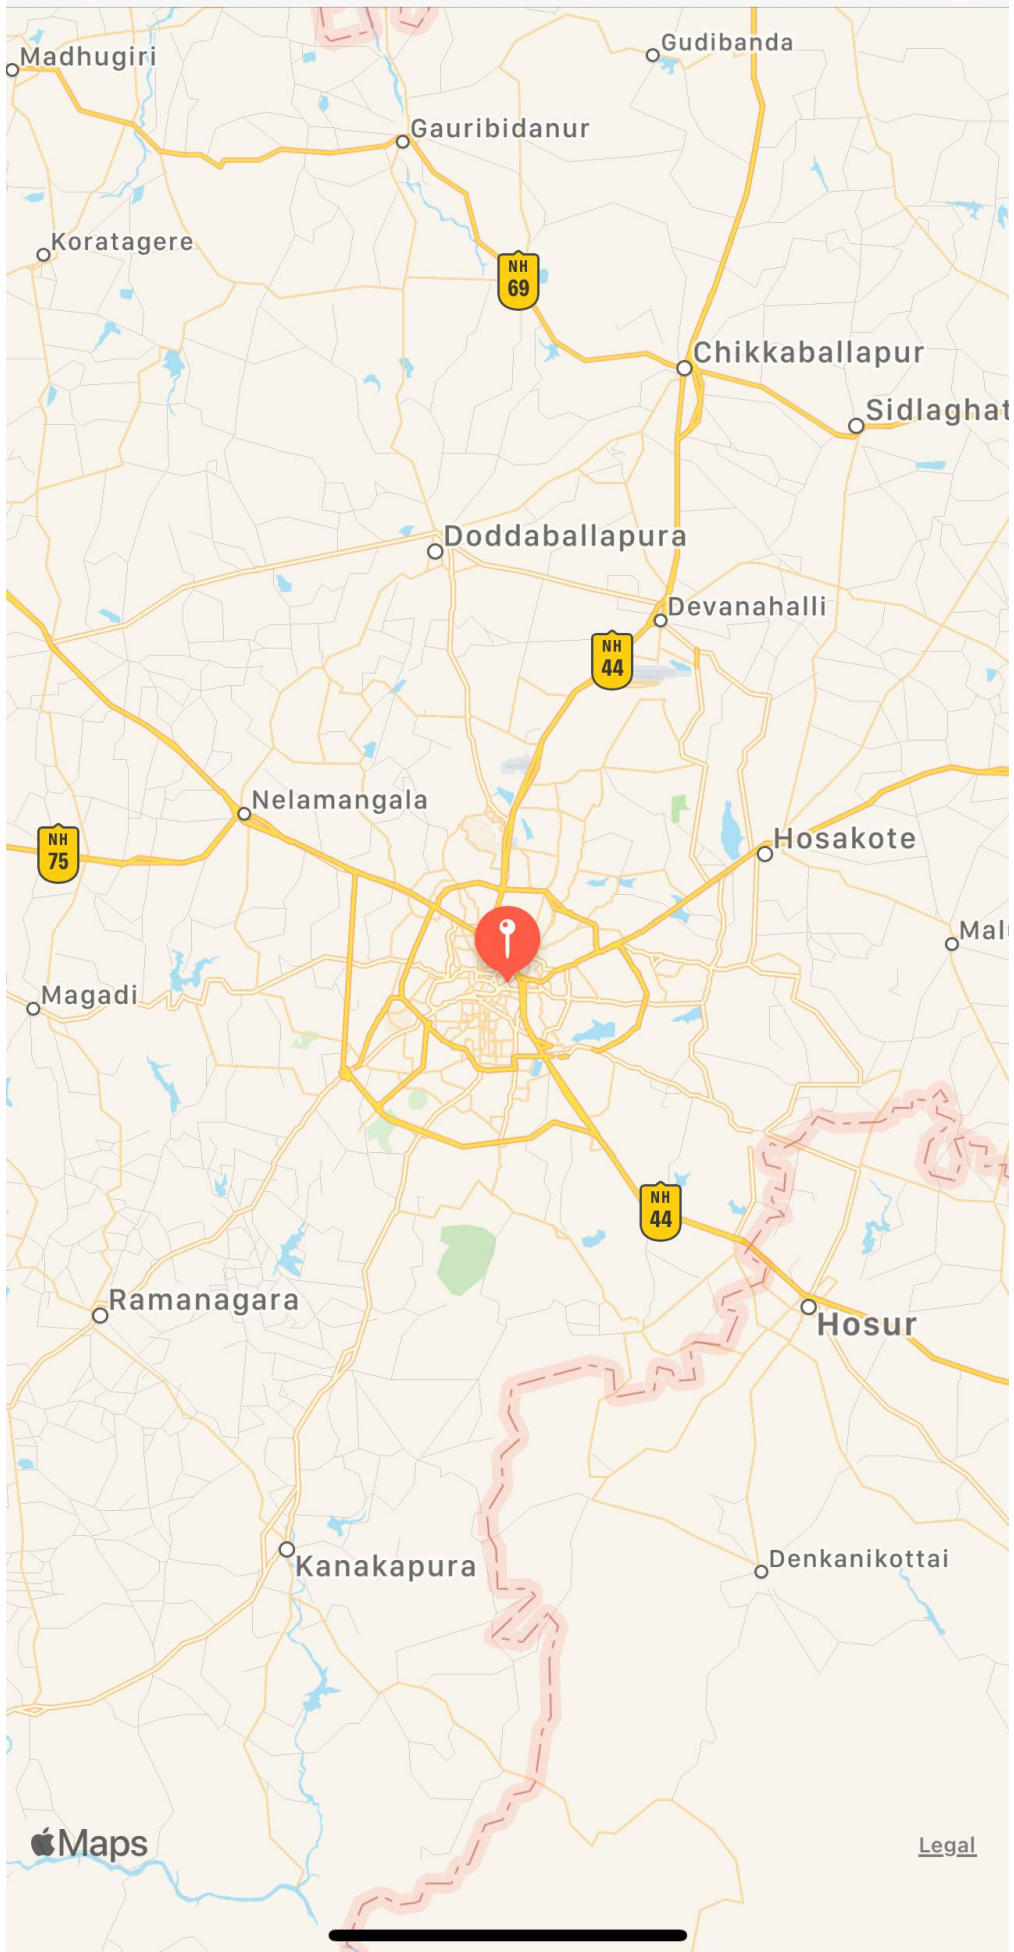 Madhugiri
Gudibanda
Gauribidanur
Koratagere
NH
69
Chikkaballapur
Sidlaghat
Doddaballapura
Devanahalli
NH
44
Nelamangala
NH
75
Hosakote
Mal
Magadi
NH
44
Ramanagara
Hosur
Kanakapura
Denkanikottai
Maps
Legal